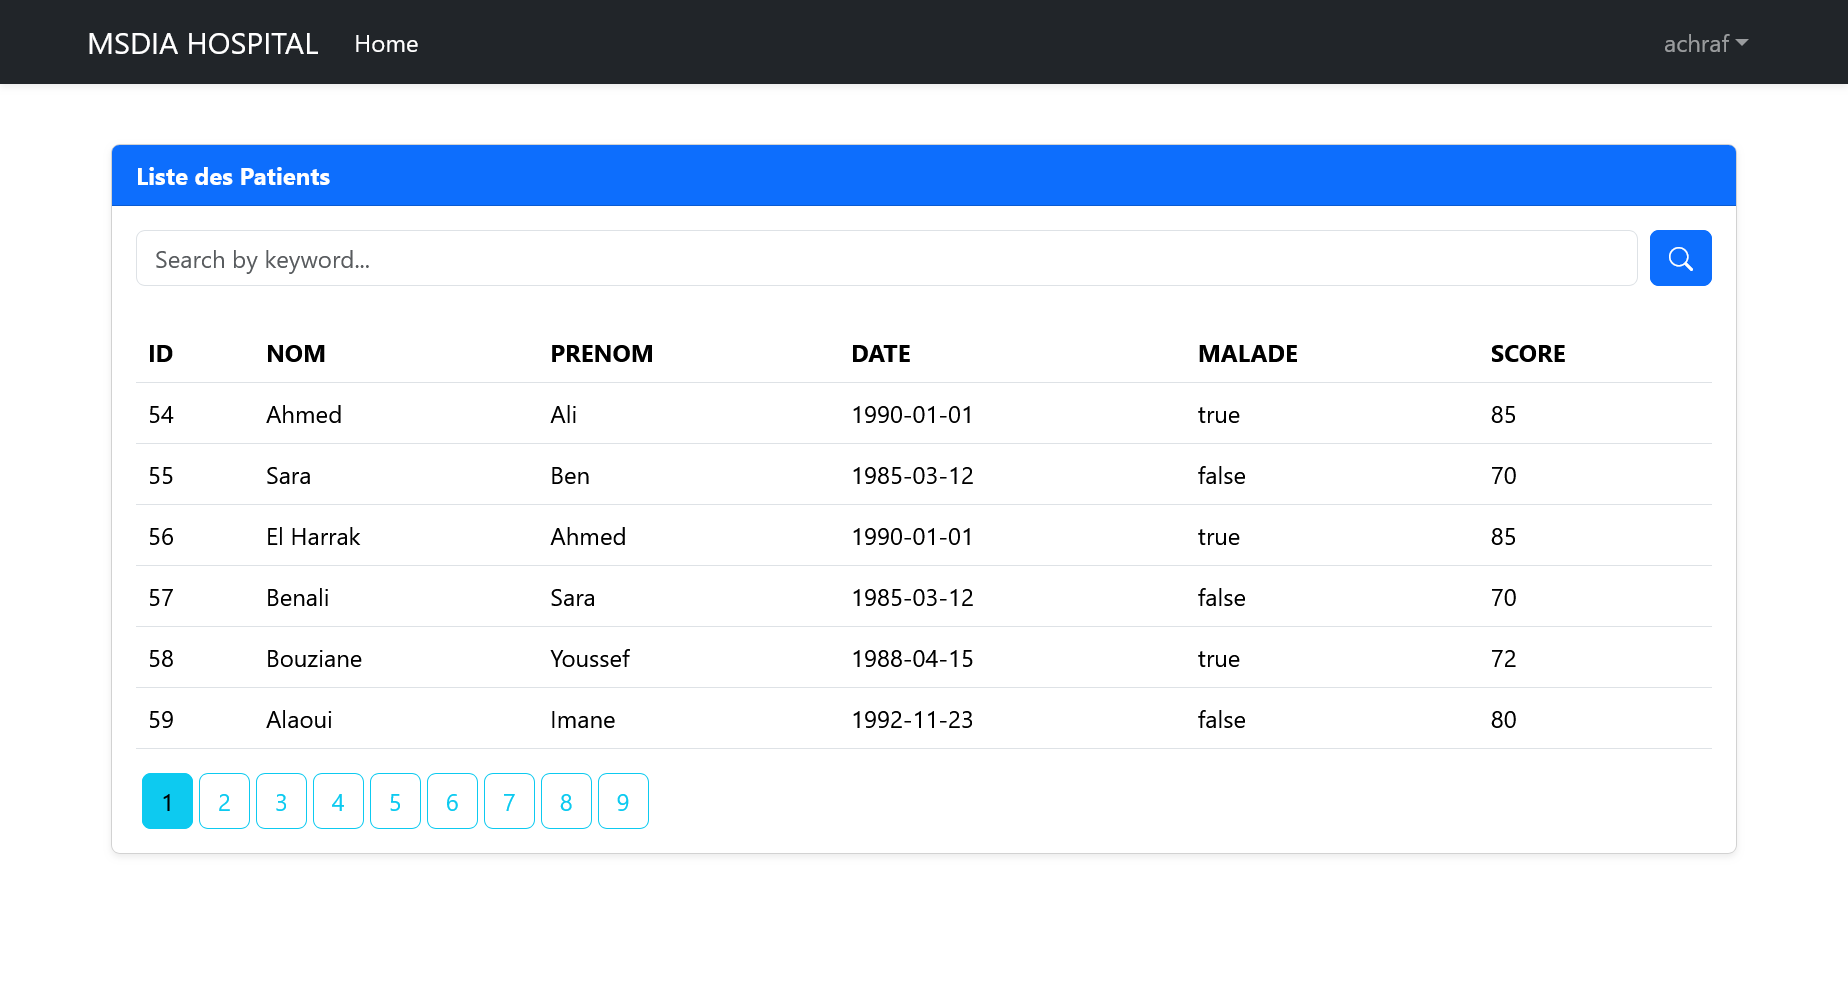 MSDIA HOSPITAL Home achraf
Liste des Patients
Search by keyword...
ID NOM PRENOM DATE MALADE SCORE
54 Ahmed Ali 1990-01-01 true 85
55 Sara Ben 1985-03-12 false 70
56 El Harrak Ahmed 1990-01-01 true 85
57 Benali Sara 1985-03-12 false 70
58 Bouziane Youssef 1988-04-15 true 72
59 Alaoui Imane 1992-11-23 false 80
1 2 3 4 5 6 7 8 9